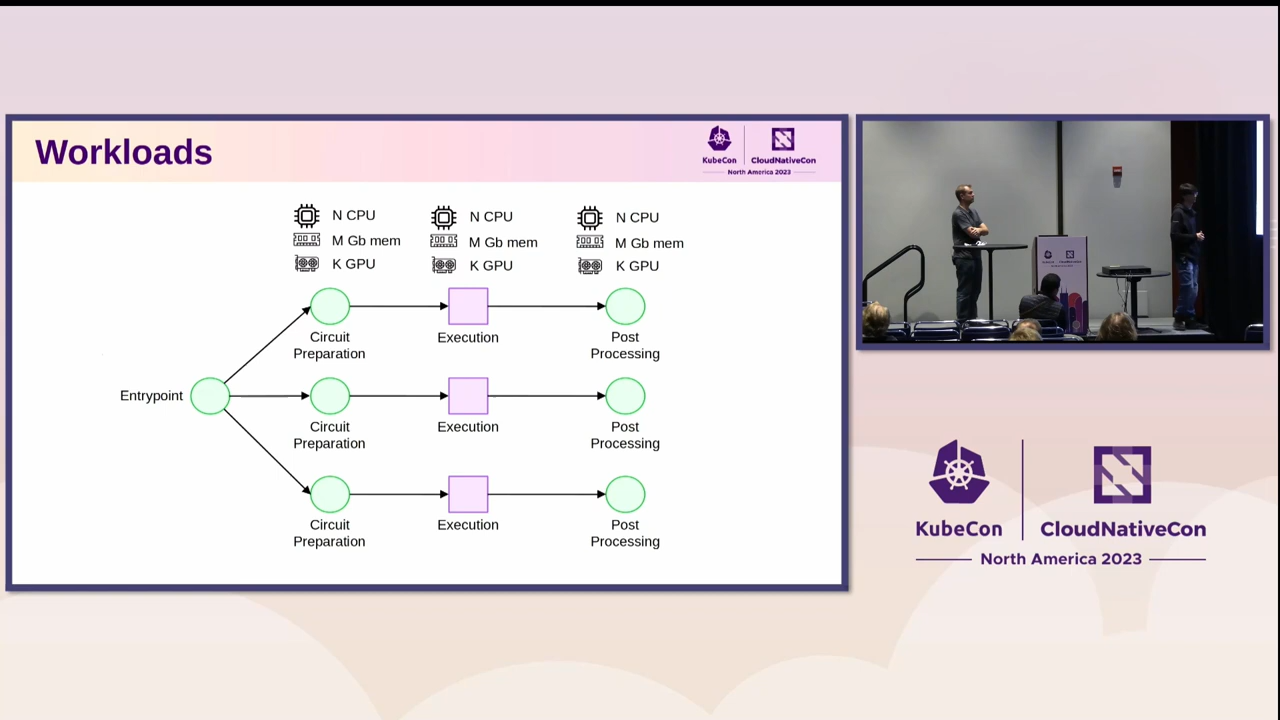 Workloads
KubeCon
CloudNativeCon
North America 2023
N CPU
N CPU
N CPU
M Gb mem
M Gb mem
M Gb mem
K GPU
K GPU
K GPU
Circuit
Preparation
Execution
Post
Processing
Entrypoint
Circuit
Preparation
Execution
Post
Processing
Circuit
Preparation
Execution
Post
Processing
KubeCon
CloudNativeCon
North America 2023